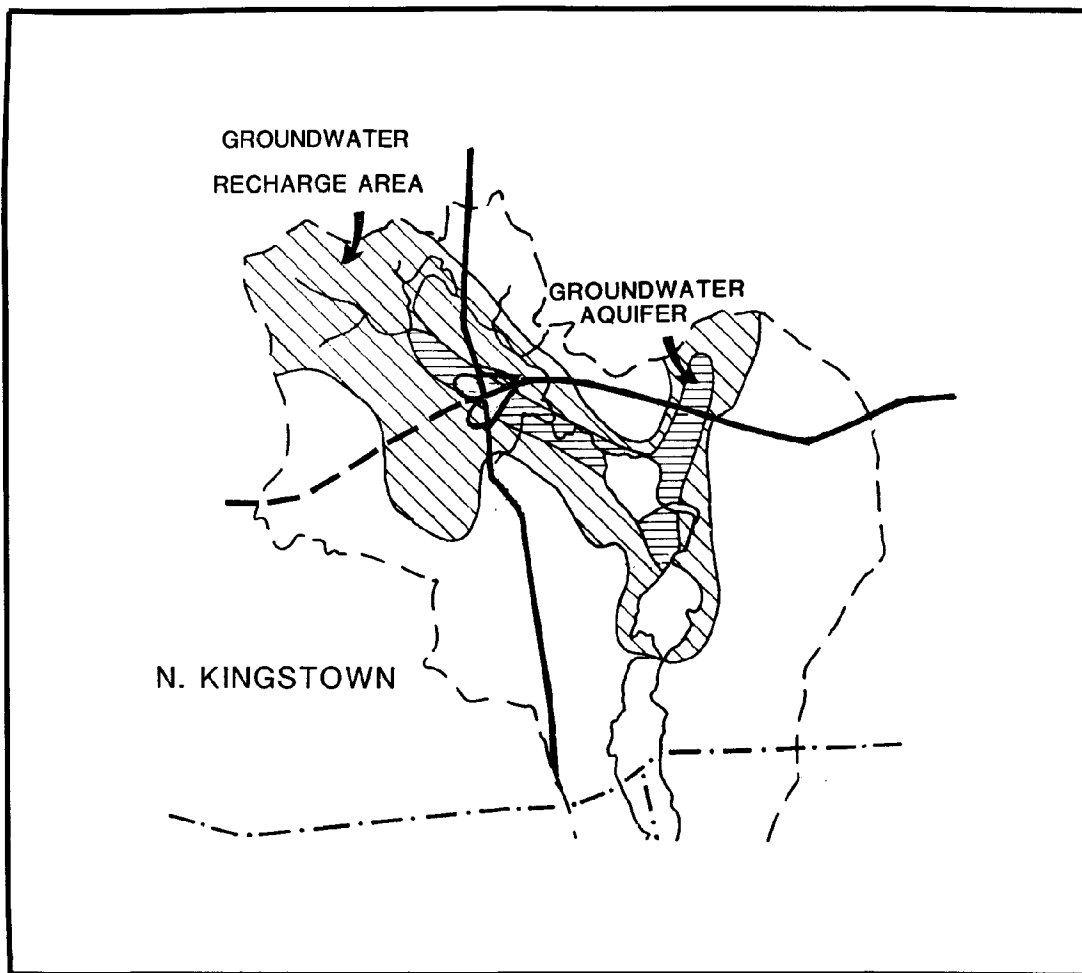 GROUNDWATER
RECHARGE AREA
GROUNDWATER
AQUIFER
N. KINGSTOWN